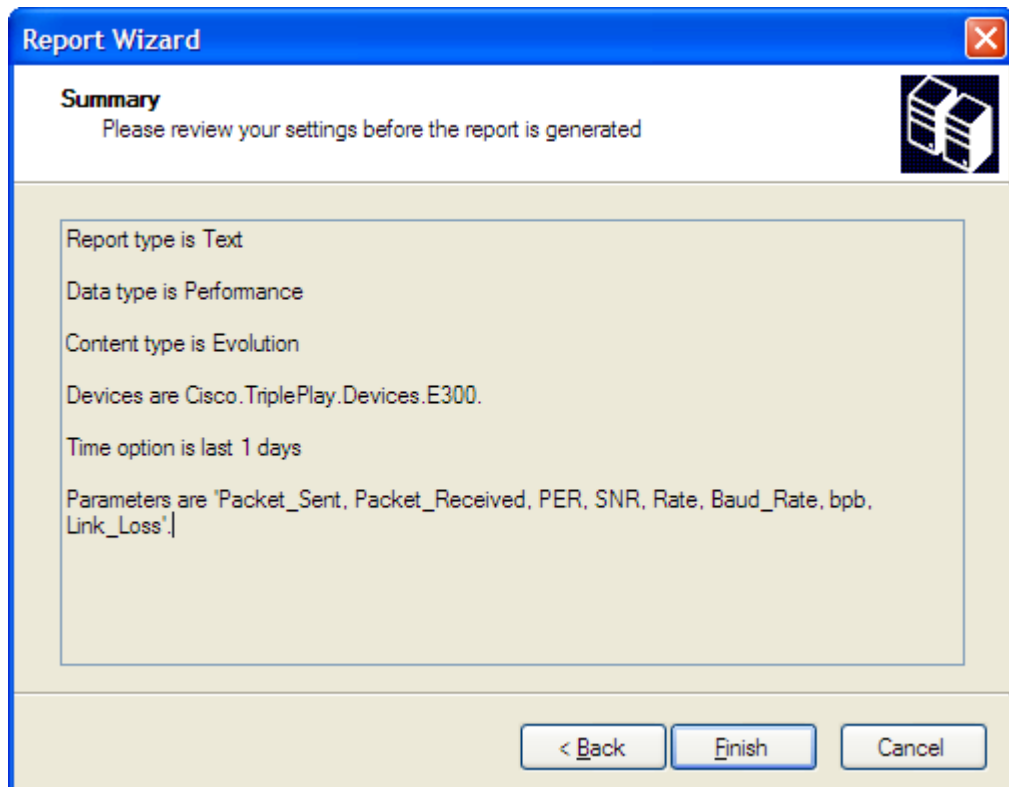 Report Wizard
Summary
Please review your settings before the report is generated
Report type is Text
Data type is Performance
Content type is Evolution
Devices are Cisco.TriplePlay.Devices.E300.
Time option is last 1 days
Parameters are 'Packet_Sent, Packet_Received, PER, SNR, Rate, Baud_Rate, bpb,
Link_Loss'.
< Back
Finish
Cancel